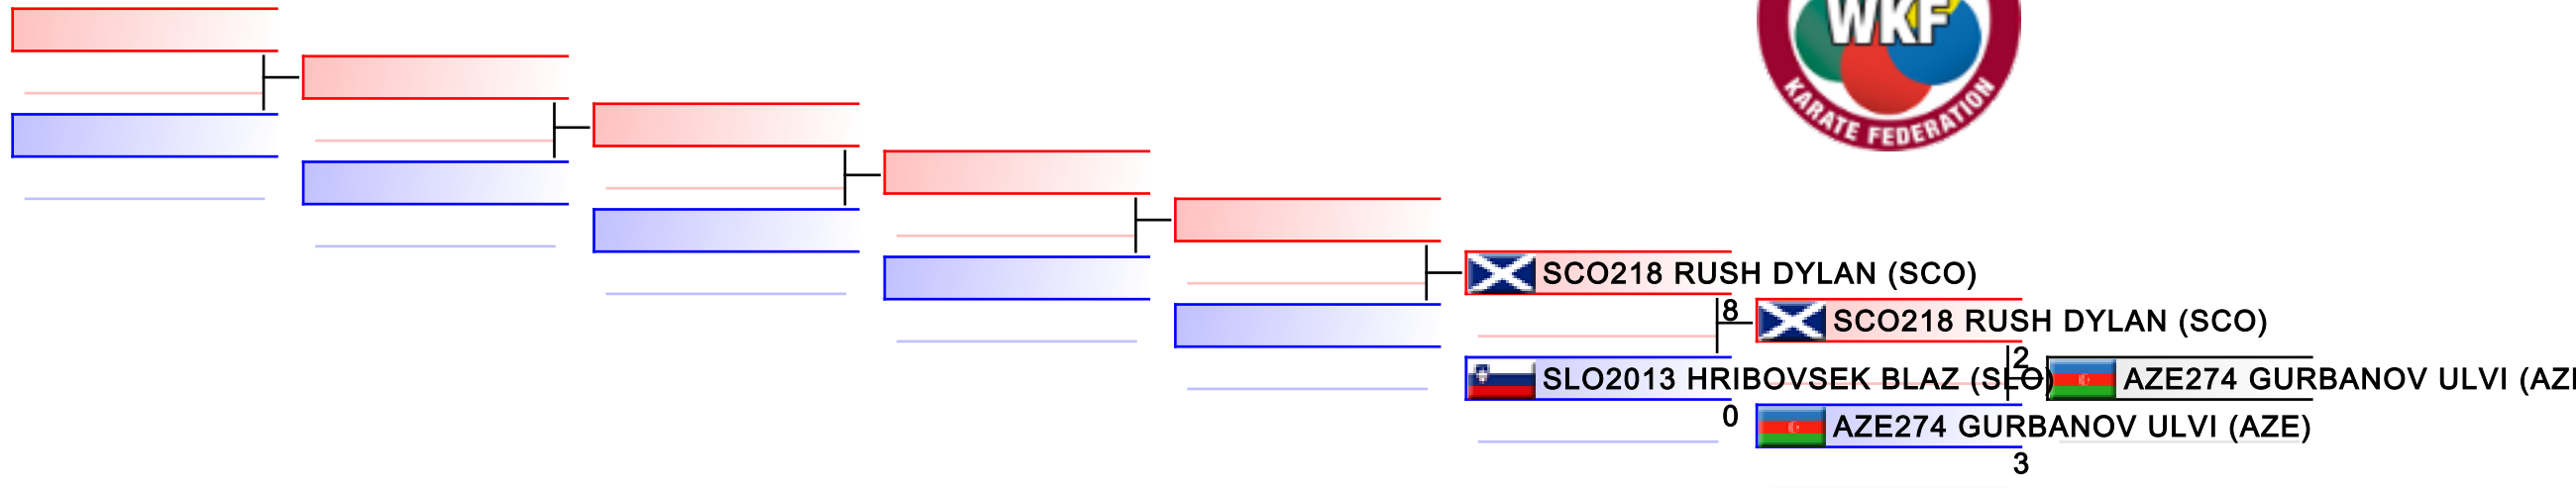 WKF
KARATE FEDERATION
SCO218 RUSH DYLAN (SCO)
8
SCO218 RUSH DYLAN (SCO)
2
SLO2013 HRIBOVSEK BLAZ (SLO)
AZE274 GURBANOV ULVI (AZE
0
AZE274 GURBANOV ULVI (AZE)
3